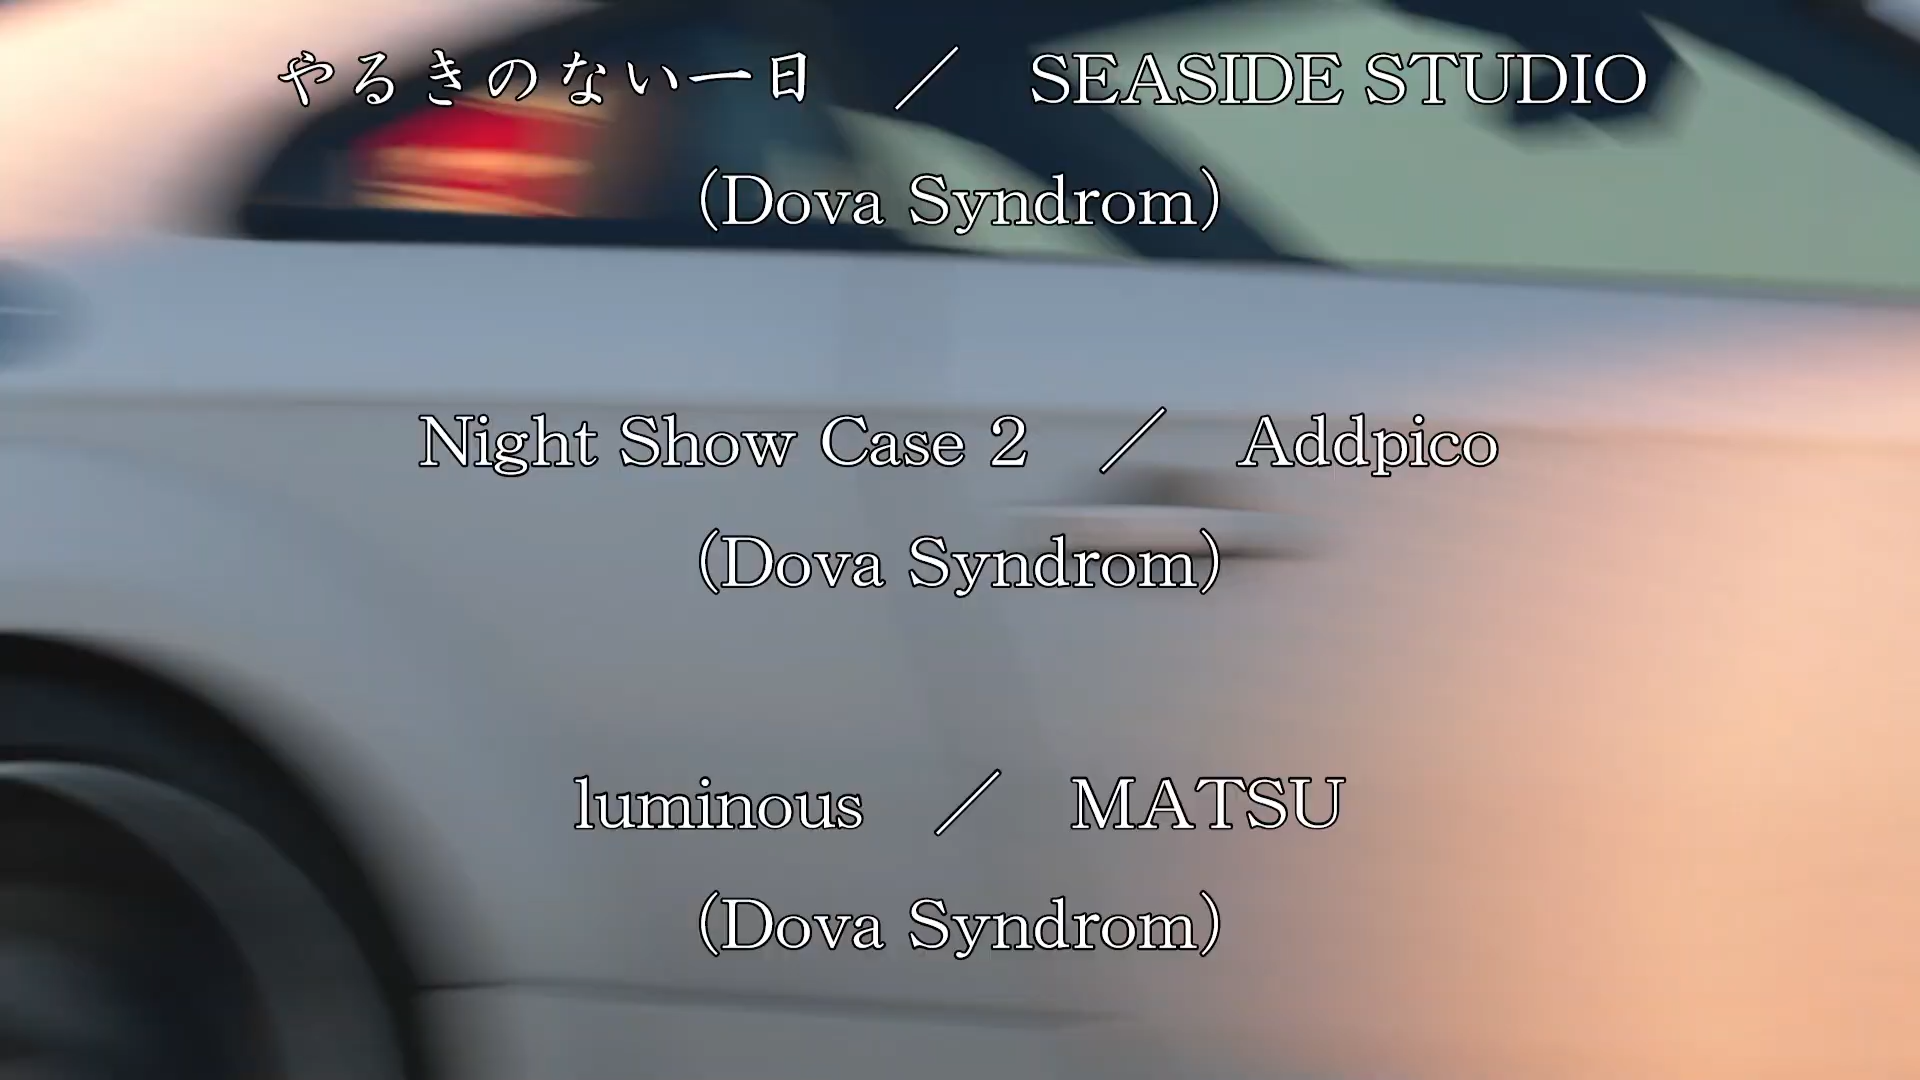 やるきのない一日　／　SEASIDE STUDIO
(Dova Syndrom)
Night Show Case 2　／　Addpico
(Dova Syndrom)
luminous　／　MATSU
(Dova Syndrom)